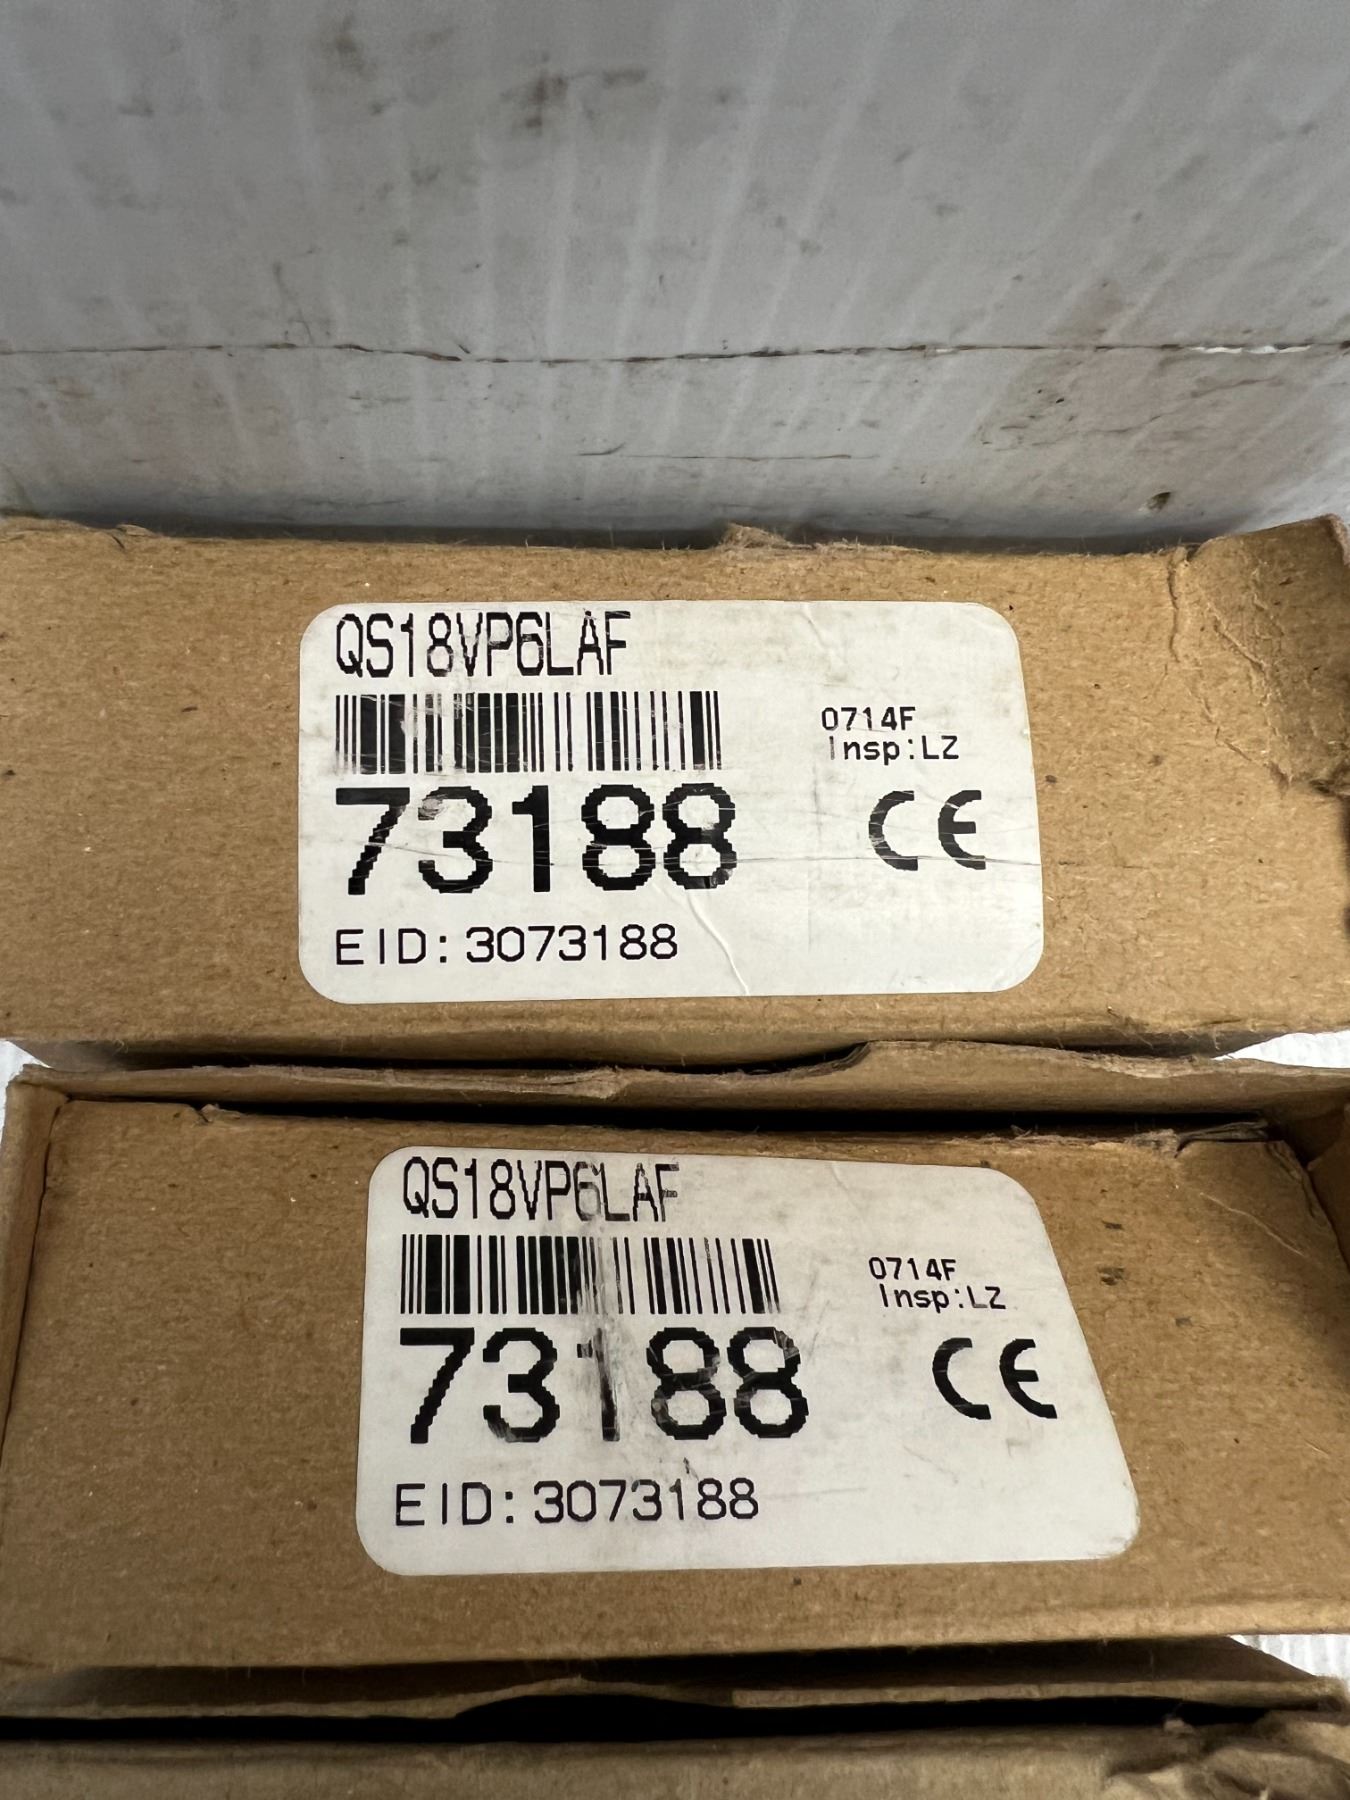 QS18VP6LAF
0714F
Insp:LZ
73188
CE
EID:3073188
QS18VP6LAF
0714F
Insp:LZ
73188
CE
EID:3073188